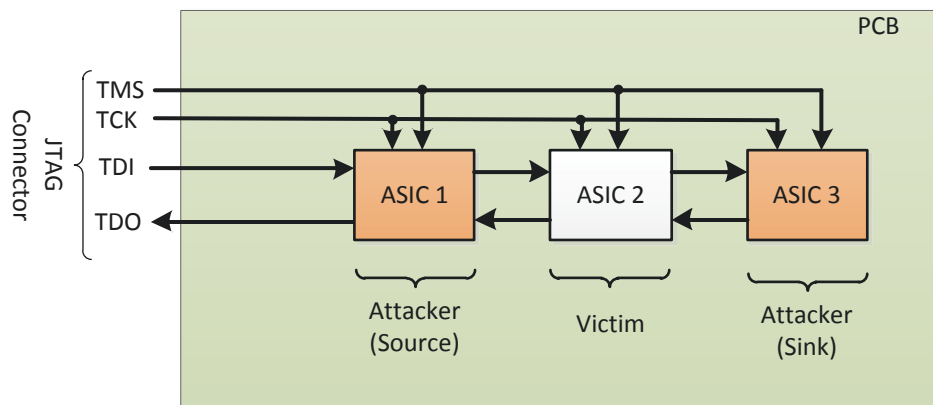 PCB
JTAG
Connector
TMS
TCK
TDI
TDO
ASIC 1
ASIC 2
ASIC 3
Attacker
(Source)
Victim
Attacker
(Sink)